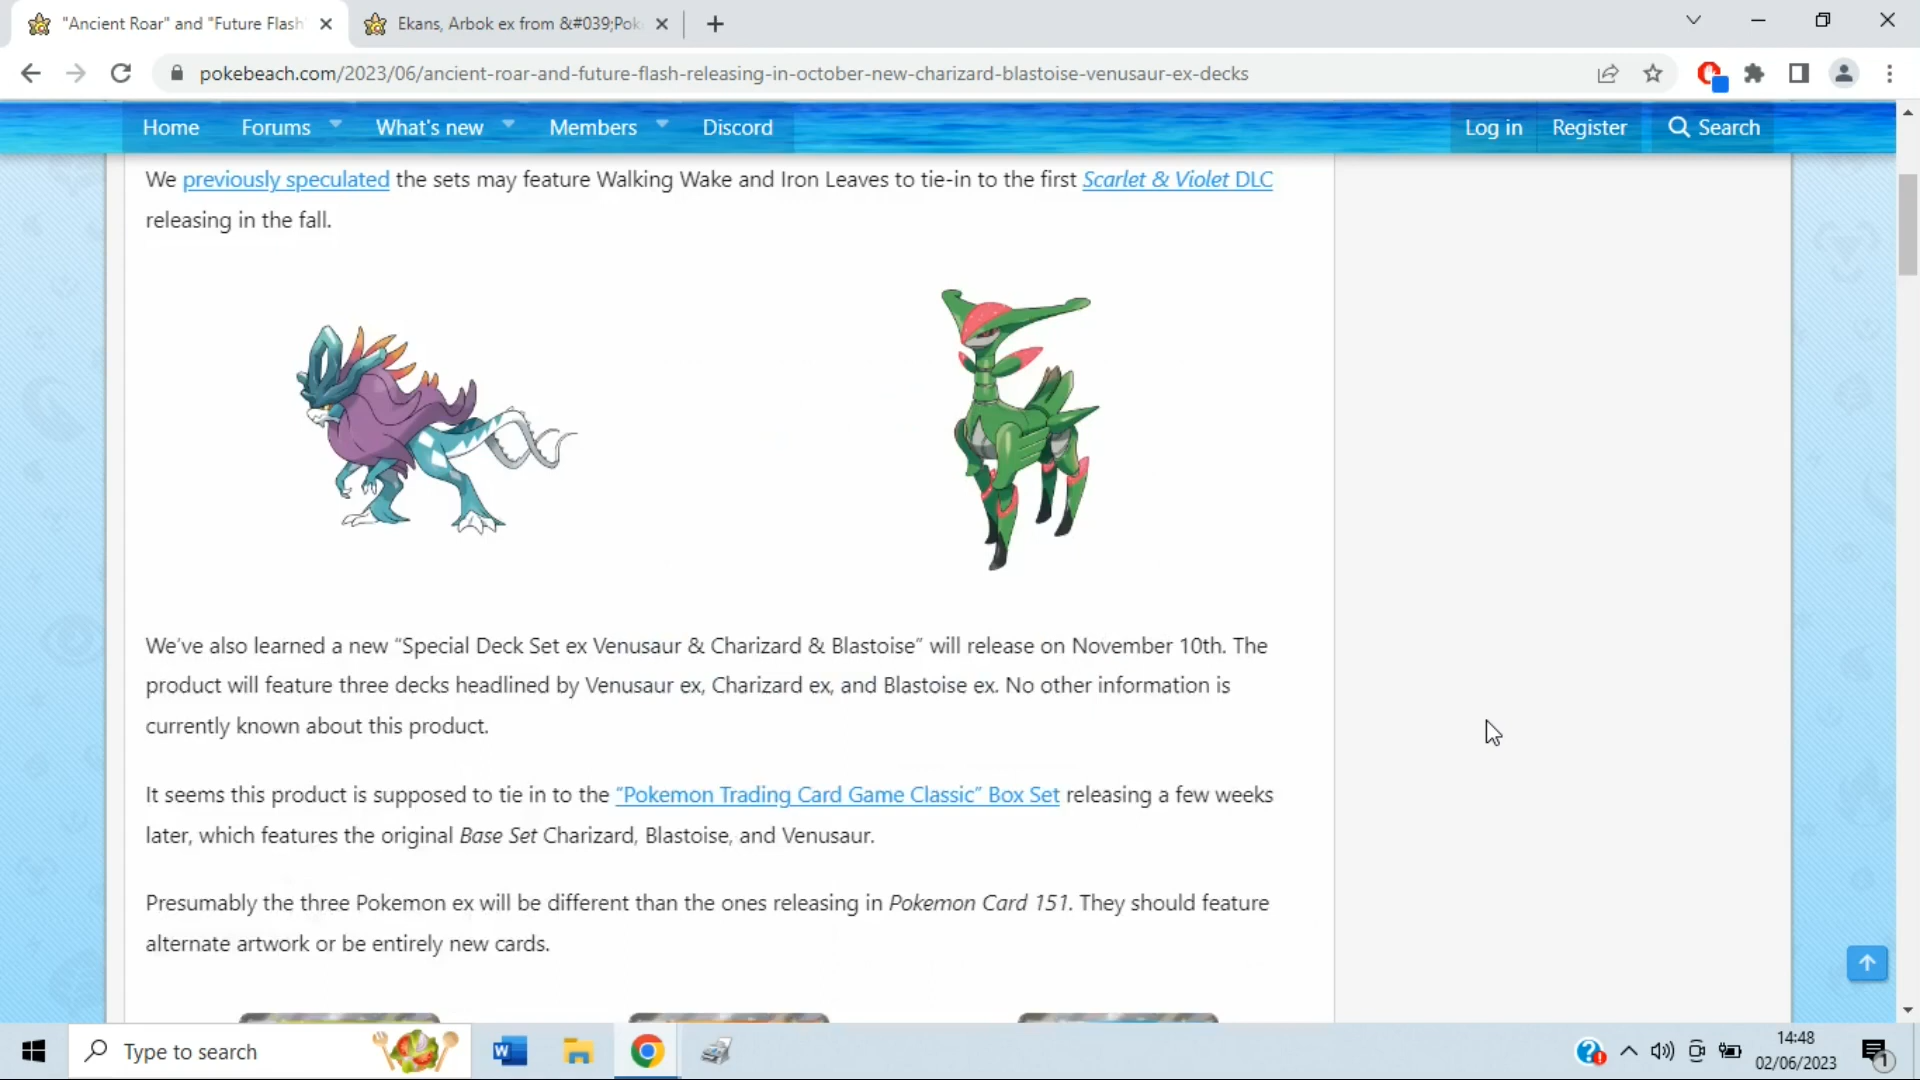 "Ancient Roar" and "Future Flash
Ekans, Arbok ex from &#039;Pok
pokebeach.com/2023/06/ancient-roar-and-future-flash-releasing-in-october-new-charizard-blastoise-venusaur-ex-decks
Home Forums What's new Members Discord Log in Register Search
We previously speculated the sets may feature Walking Wake and Iron Leaves to tie-in to the first Scarlet & Violet DLC
releasing in the fall.
We've also learned a new “Special Deck Set ex Venusaur & Charizard & Blastoise” will release on November 10th. The
product will feature three decks headlined by Venusaur ex, Charizard ex, and Blastoise ex. No other information is
currently known about this product.
It seems this product is supposed to tie in to the “Pokemon Trading Card Game Classic” Box Set releasing a few weeks
later, which features the original Base Set Charizard, Blastoise, and Venusaur.
Presumably the three Pokemon ex will be different than the ones releasing in Pokemon Card 151. They should feature
alternate artwork or be entirely new cards.
Type to search
W
14:48
02/06/2023
1